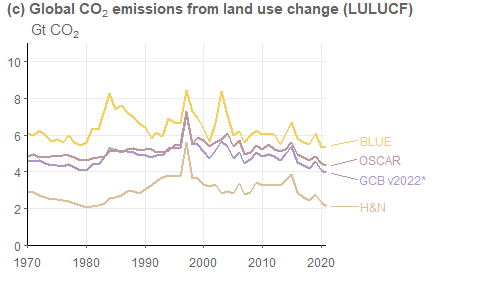 (c) Global CO₂ emissions from land use change (LULUCF)
Gt CO₂
10
8
6
4
2
0
BLUE
OSCAR
GCB v2022*
H&N
1970 1980 1990 2000 2010 2020